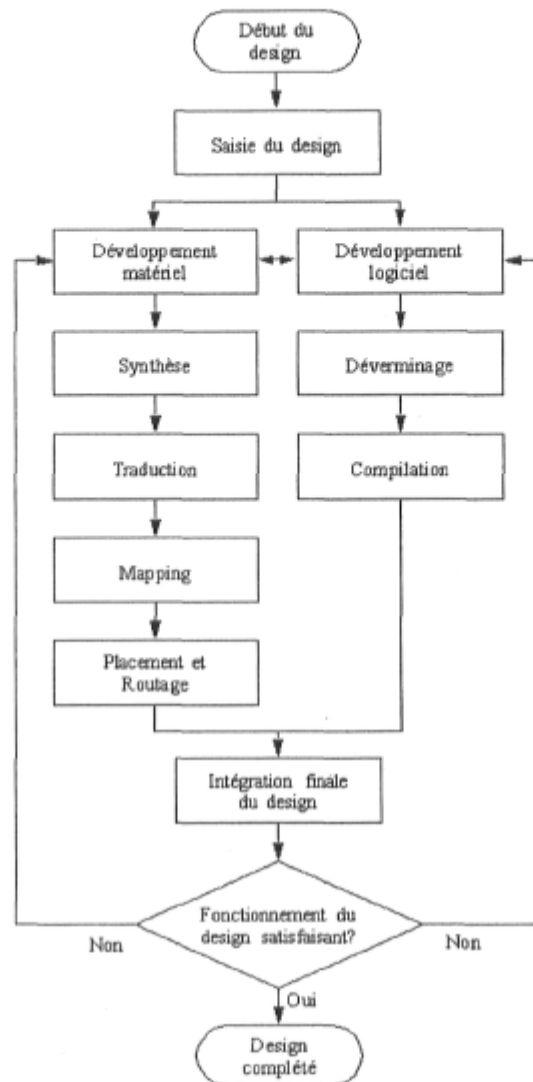 Début du
design
Saisie du design
Développement
matériel
Développement
logiciel
Synthèse
Déverminage
Traduction
Compilation
Mapping
Placement et
Routage
Intégration finale
du design
Fonctionnement du
design satisfaisant?
Non
Non
Oui
Design
complété